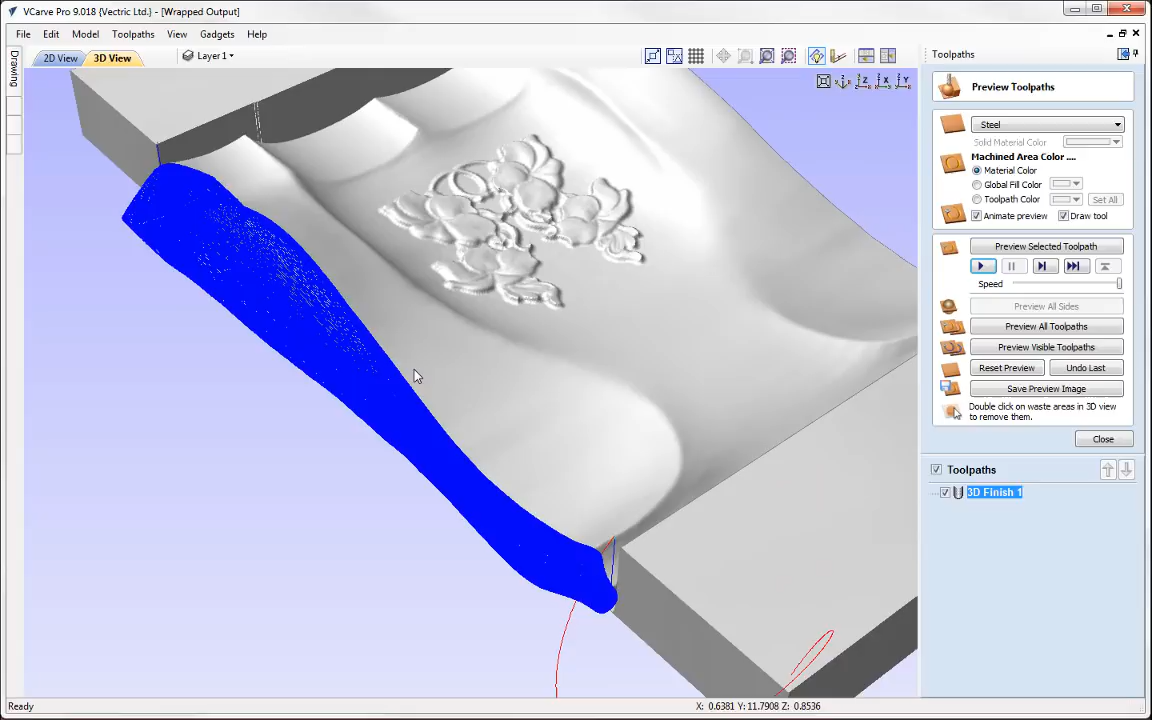 VCarve Pro 9.018 {Vectric Ltd.} - [Wrapped Output]
File Edit Model Toolpaths View Gadgets Help
Drawing
2D View 3D View Layer 1
Z X Y
Toolpaths
Preview Toolpaths
Steel
Solid Material Color
Machined Area Color ....
Material Color
Global Fill Color
Toolpath Color Set All
Animate preview Draw tool
Preview Selected Toolpath
Speed
Preview All Sides
Preview All Toolpaths
Preview Visible Toolpaths
Reset Preview Undo Last
Save Preview Image
Double click on waste areas in 3D view
to remove them.
Close
Toolpaths
3D Finish 1
Ready X: 0.6381 Y: 11.7908 Z: 0.8536